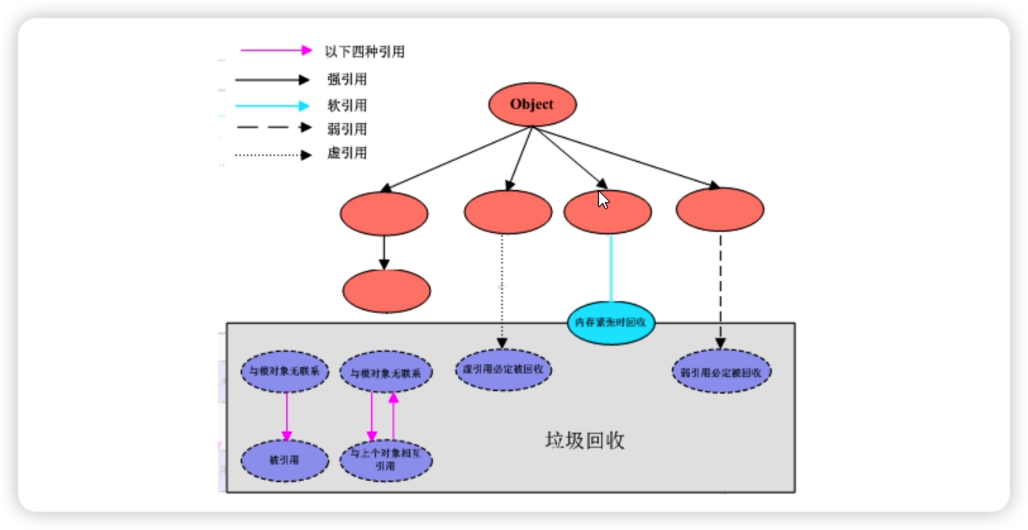 以下四种引用
强引用
软引用
弱引用
虚引用
Object
内存紧张时回收
与根对象无联系
与根对象无联系
虚引用必定被回收
弱引用必定被回收
垃圾回收
被引用
与上个对象相互
引用